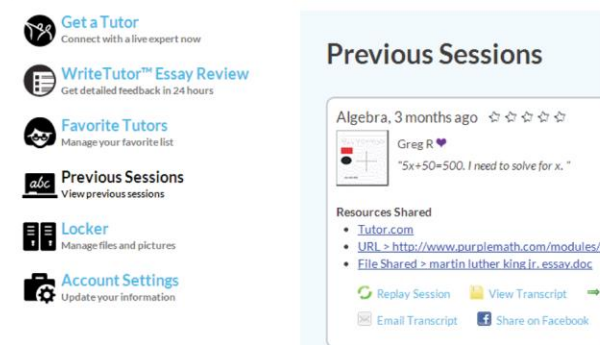 Get a Tutor
Connect with a live expert now
WriteTutor™ Essay Review
Get detailed feedback in 24 hours
Favorite Tutors
Manage your favorite list
abc
Previous Sessions
View previous sessions
Locker
Manage files and pictures
Account Settings
Update your information
Previous Sessions
Algebra, 3 months ago
Greg R
"5x+50=500. I need to solve for x. "
Resources Shared
Tutor.com
URL > http://www.purplemath.com/modules/
File Shared > martin luther king jr. essay.doc
Replay Session View Transcript
Email Transcript Share on Facebook